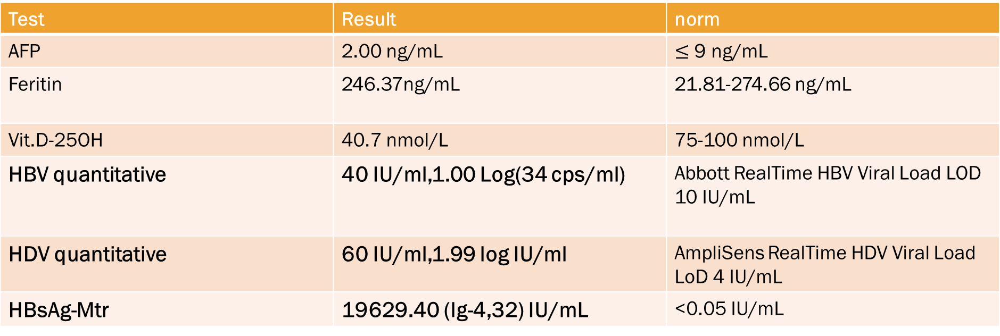 Test Result norm
AFP 2.00 ng/mL ≤ 9 ng/mL
Feritin 246.37ng/mL 21.81-274.66 ng/mL
Vit.D-25OH 40.7 nmol/L 75-100 nmol/L
HBV quantitative 40 IU/ml,1.00 Log(34 cps/ml) Abbott RealTime HBV Viral Load LOD
10 IU/mL
HDV quantitative 60 IU/ml,1.99 log IU/ml AmpliSens RealTime HDV Viral Load
LoD 4 IU/mL
HBsAg-Mtr 19629.40 (lg-4,32) IU/mL <0.05 IU/mL